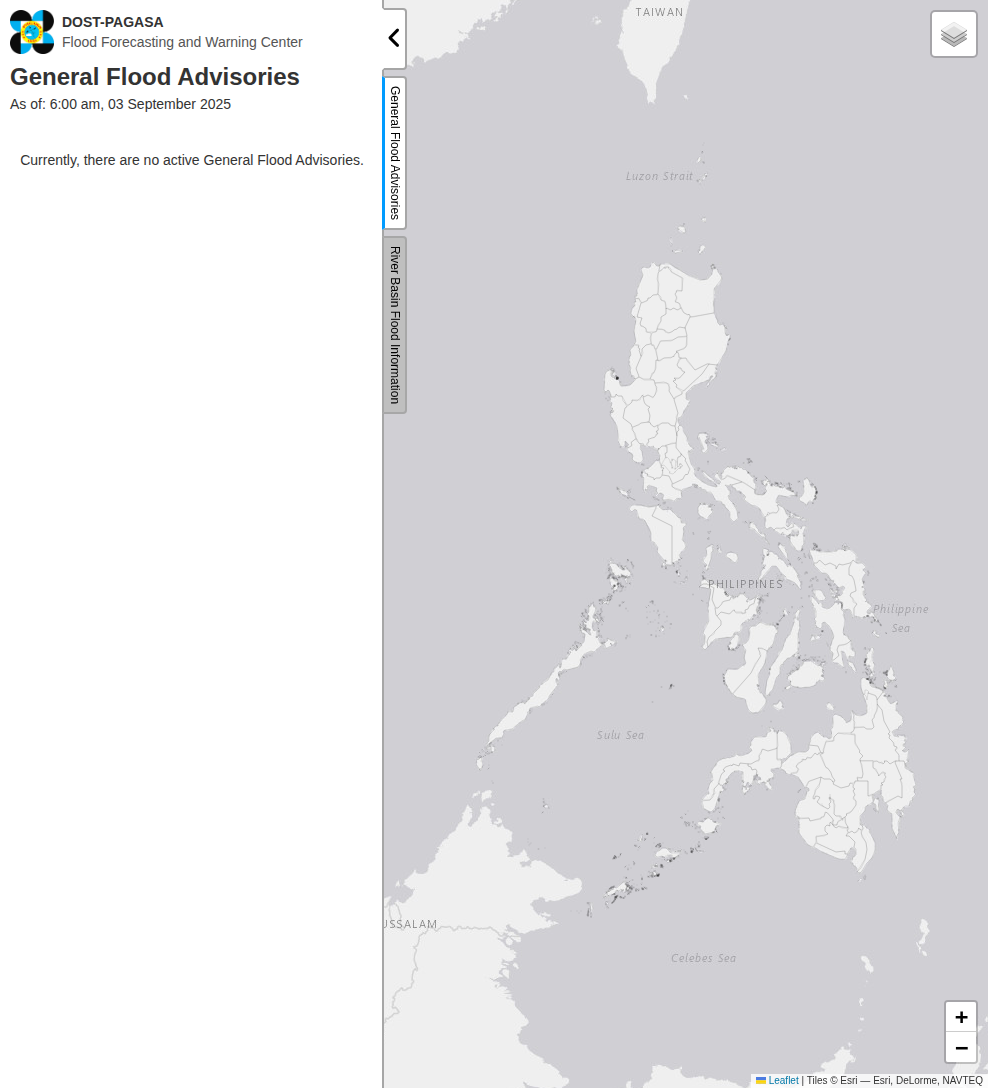 DOST-PAGASA
Flood Forecasting and Warning Center
General Flood Advisories
As of: 6:00 am, 03 September 2025
Currently, there are no active General Flood Advisories.
General Flood Advisories
River Basin Flood Information
TAIWAN
Luzon Strait
PHILIPPINES
Philippine
Sea
Sulu Sea
USSALAM
Celebes Sea
+
−
Leaflet | Tiles © Esri — Esri, DeLorme, NAVTEQ